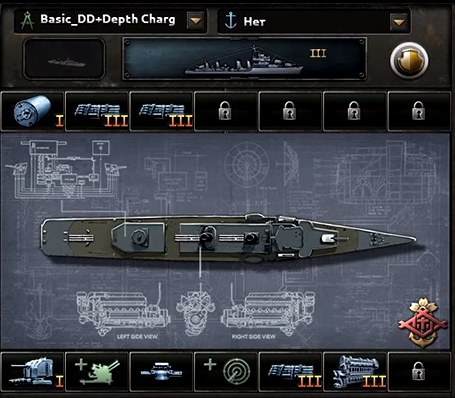 Basic_DD+Depth Charg
Нет
III
I
III
III
LEFT SIDE VIEW
RIGHT SIDE VIEW
I
III
III